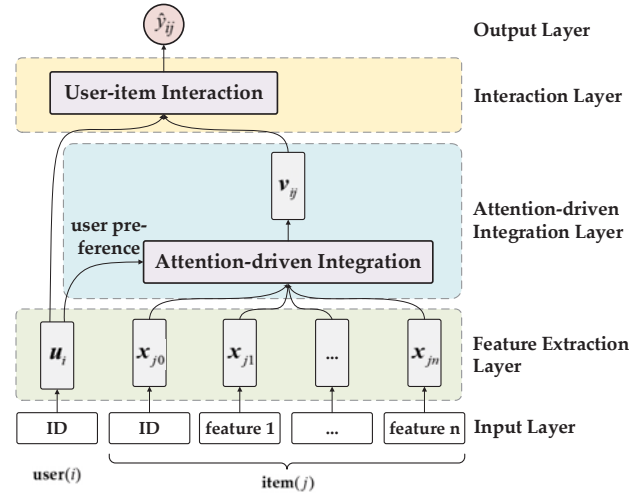 ŷij
Output Layer
User-item Interaction
Interaction Layer
vij
user pre-
ference
Attention-driven
Integration Layer
Attention-driven Integration
ui
xj0
xj1
...
xjn
Feature Extraction
Layer
ID
ID
feature 1
...
feature n
Input Layer
user(i)
item(j)